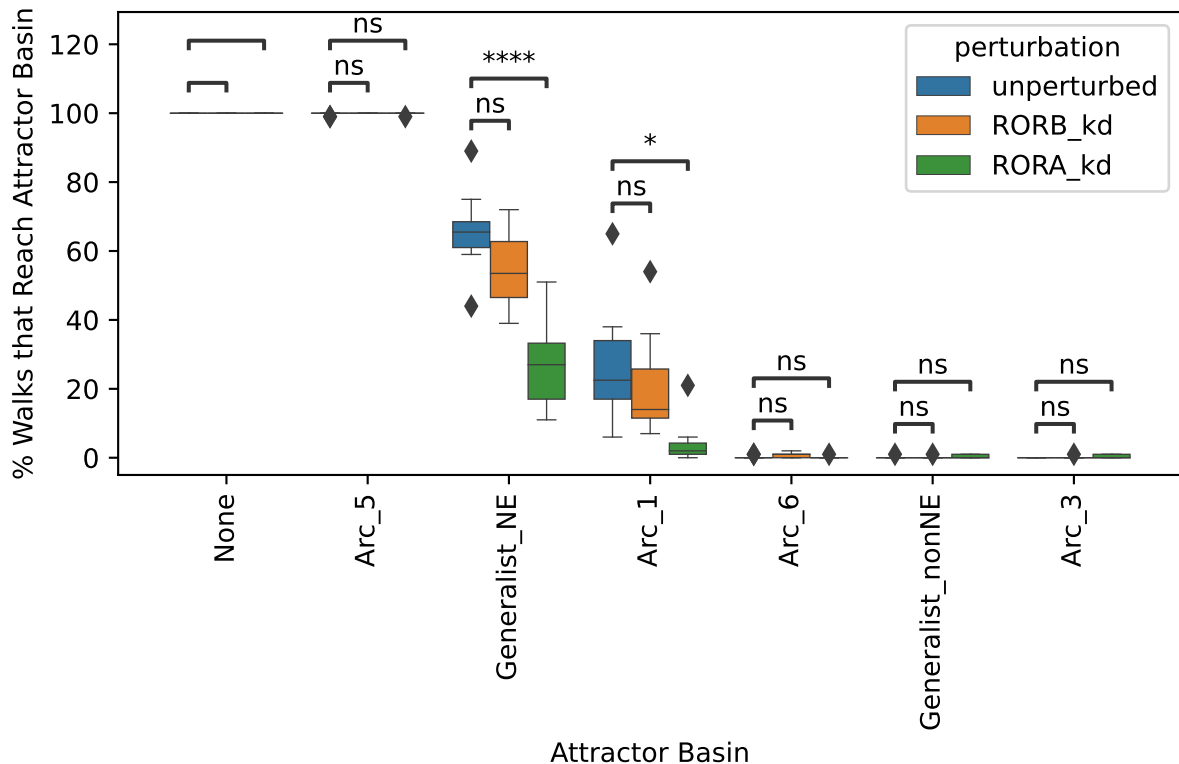 % Walks that Reach Attractor Basin
120
100
80
60
40
20
0
ns
ns
****
ns
*
ns
ns
ns
ns
ns
ns
ns
perturbation
unperturbed
RORB_kd
RORA_kd
None
Arc_5
Generalist_NE
Arc_1
Arc_6
Generalist_nonNE
Arc_3
Attractor Basin